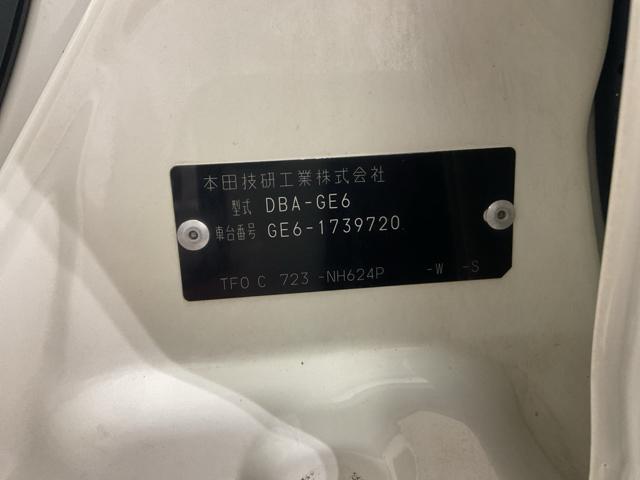 本田技研工業株式会社
型式 DBA-GE6
車台番号 GE6-1739720
TF0 C 723 -NH624P -W -S